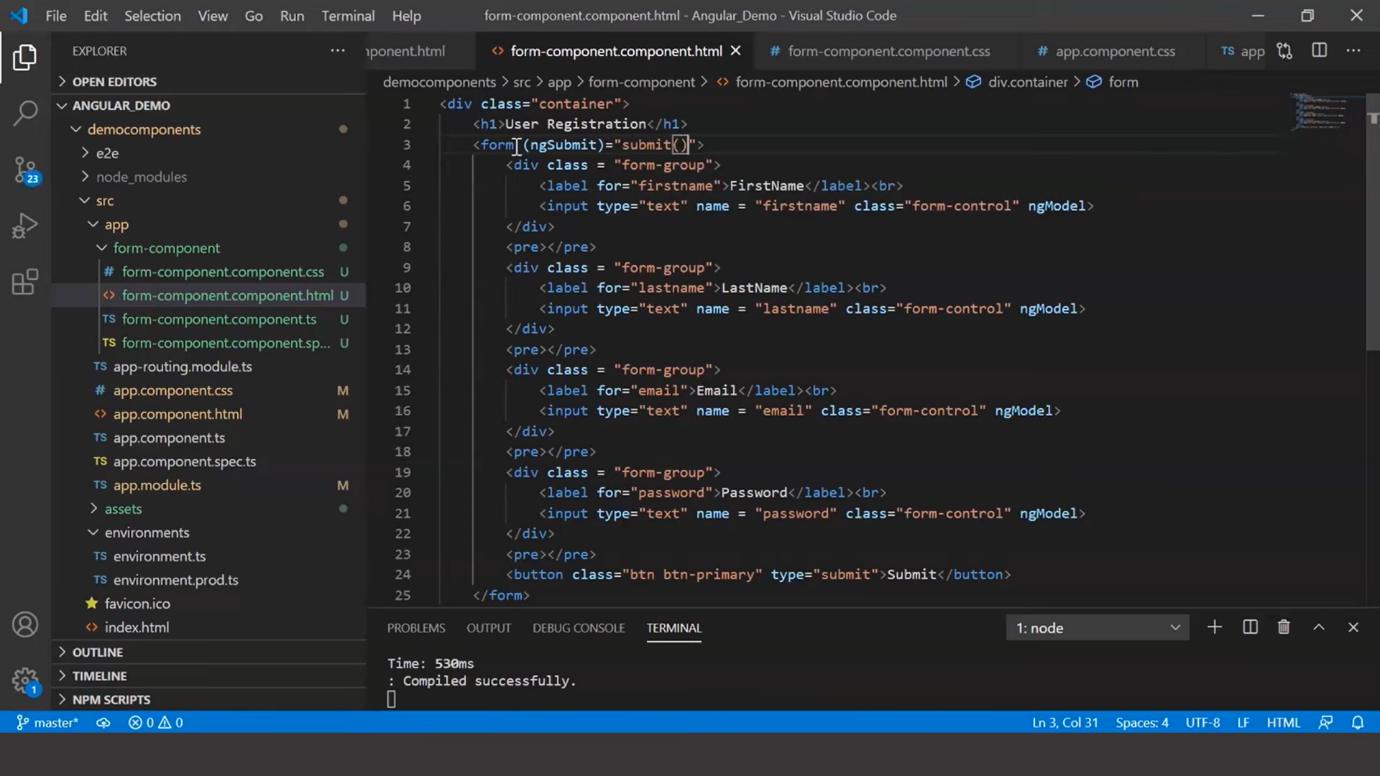 File Edit Selection View Go Run Terminal Help form-component.component.html - Angular_Demo - Visual Studio Code
EXPLORER
OPEN EDITORS
ANGULAR_DEMO
democomponents
e2e
node_modules
src
app
form-component
form-component.component.css U
form-component.component.html U
form-component.component.ts U
form-component.component.sp... U
app-routing.module.ts
app.component.css M
app.component.html M
app.component.ts
app.component.spec.ts
app.module.ts M
assets
environments
environment.ts
environment.prod.ts
favicon.ico
index.html
OUTLINE
TIMELINE
NPM SCRIPTS
23
1
ponent.html form-component.component.html form-component.component.css app.component.css TS app
democomponents > src > app > form-component > form-component.component.html > div.container > form
1 <div class="container">
2 <h1>User Registration</h1>
3 <form (ngSubmit)="submit()">
4 <div class = "form-group">
5 <label for="firstname">FirstName</label><br>
6 <input type="text" name = "firstname" class="form-control" ngModel>
7 </div>
8 <pre></pre>
9 <div class = "form-group">
10 <label for="lastname">LastName</label><br>
11 <input type="text" name = "lastname" class="form-control" ngModel>
12 </div>
13 <pre></pre>
14 <div class = "form-group">
15 <label for="email">Email</label><br>
16 <input type="text" name = "email" class="form-control" ngModel>
17 </div>
18 <pre></pre>
19 <div class = "form-group">
20 <label for="password">Password</label><br>
21 <input type="text" name = "password" class="form-control" ngModel>
22 </div>
23 <pre></pre>
24 <button class="btn btn-primary" type="submit">Submit</button>
25 </form>
PROBLEMS OUTPUT DEBUG CONSOLE TERMINAL 1: node
Time: 530ms
: Compiled successfully.
master* 0 0 Ln 3, Col 31 Spaces: 4 UTF-8 LF HTML